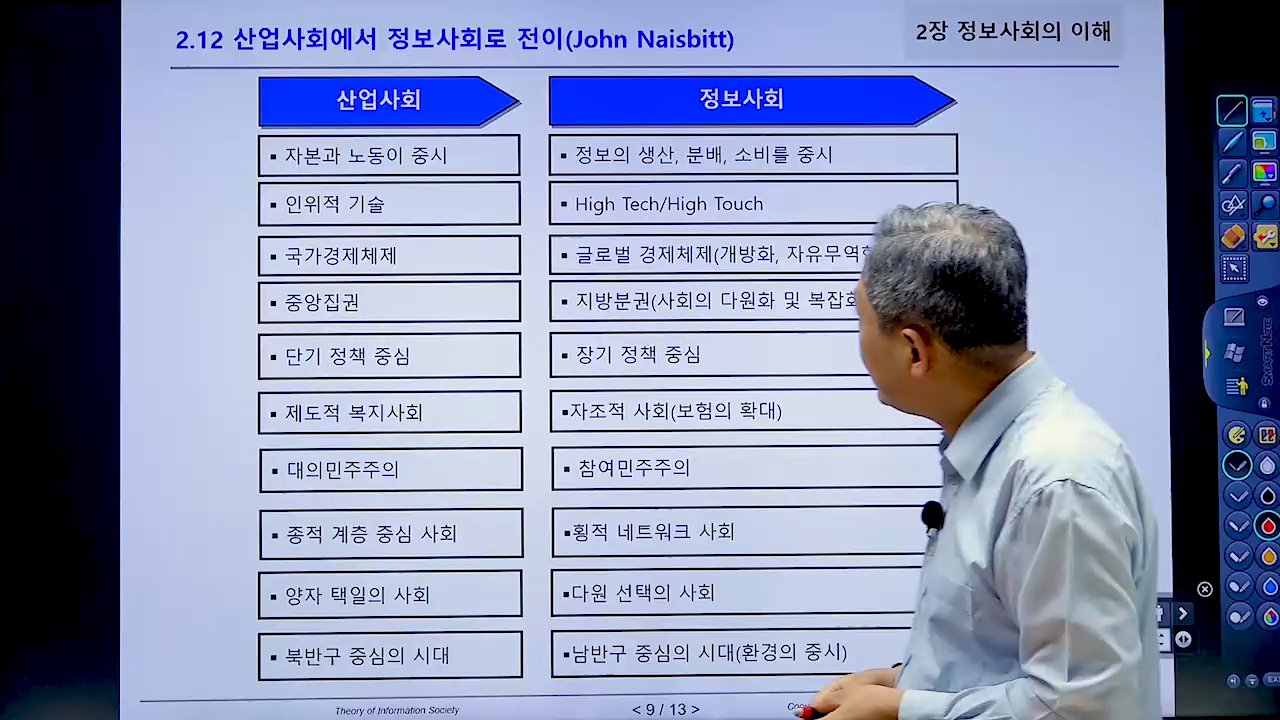 2.12 산업사회에서 정보사회로 전이(John Naisbitt)
2장 정보사회의 이해
산업사회
정보사회
▪ 자본과 노동이 중시
▪ 정보의 생산, 분배, 소비를 중시
▪ 인위적 기술
▪ High Tech/High Touch
▪ 국가경제체제
▪ 글로벌 경제체제(개방화, 자유무역
▪ 중앙집권
▪ 지방분권(사회의 다원화 및
▪ 단기 정책 중심
▪ 장기 정책 중심
▪ 제도적 복지사회
▪자조적 사회(보험의 확대)
▪ 대의민주주의
▪ 참여민주주의
▪ 종적 계층 중심 사회
▪횡적 네트워크 사회
▪ 양자 택일의 사회
▪다원 선택의 사회
▪ 북반구 중심의 시대
▪남반구 중심의 시대(환경의 중시)
Theory of Information Society
< 9 / 13 >
SMART NOTE